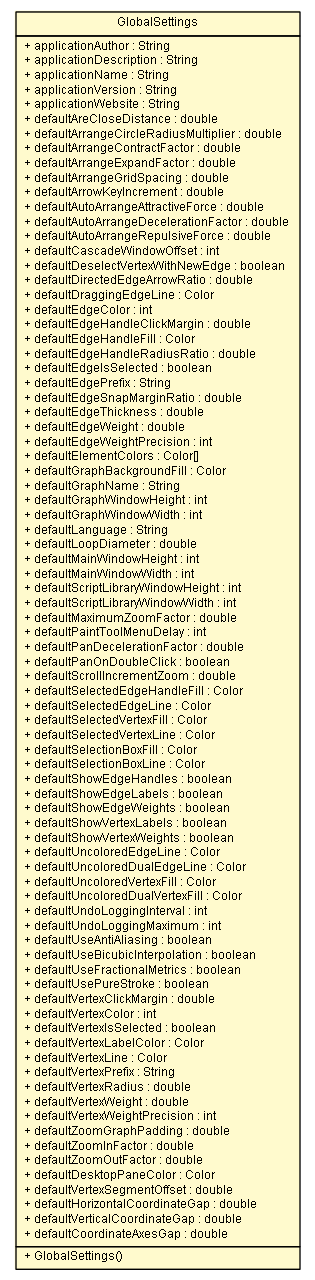 GlobalSettings
+ applicationAuthor : String
+ applicationDescription : String
+ applicationName : String
+ applicationVersion : String
+ applicationWebsite : String
+ defaultAreCloseDistance : double
+ defaultArrangeCircleRadiusMultiplier : double
+ defaultArrangeContractFactor : double
+ defaultArrangeExpandFactor : double
+ defaultArrangeGridSpacing : double
+ defaultArrowKeyIncrement : double
+ defaultAutoArrangeAttractiveForce : double
+ defaultAutoArrangeDecelerationFactor : double
+ defaultAutoArrangeRepulsiveForce : double
+ defaultCascadeWindowOffset : int
+ defaultDeselectVertexWithNewEdge : boolean
+ defaultDirectedEdgeArrowRatio : double
+ defaultDraggingEdgeLine : Color
+ defaultEdgeColor : int
+ defaultEdgeHandleClickMargin : double
+ defaultEdgeHandleFill : Color
+ defaultEdgeHandleRadiusRatio : double
+ defaultEdgeIsSelected : boolean
+ defaultEdgePrefix : String
+ defaultEdgeSnapMarginRatio : double
+ defaultEdgeThickness : double
+ defaultEdgeWeight : double
+ defaultEdgeWeightPrecision : int
+ defaultElementColors : Color[]
+ defaultGraphBackgroundFill : Color
+ defaultGraphName : String
+ defaultGraphWindowHeight : int
+ defaultGraphWindowWidth : int
+ defaultLanguage : String
+ defaultLoopDiameter : double
+ defaultMainWindowHeight : int
+ defaultMainWindowWidth : int
+ defaultScriptLibraryWindowHeight : int
+ defaultScriptLibraryWindowWidth : int
+ defaultMaximumZoomFactor : double
+ defaultPaintToolMenuDelay : int
+ defaultPanDecelerationFactor : double
+ defaultPanOnDoubleClick : boolean
+ defaultScrollIncrementZoom : double
+ defaultSelectedEdgeHandleFill : Color
+ defaultSelectedEdgeLine : Color
+ defaultSelectedVertexFill : Color
+ defaultSelectedVertexLine : Color
+ defaultSelectionBoxFill : Color
+ defaultSelectionBoxLine : Color
+ defaultShowEdgeHandles : boolean
+ defaultShowEdgeLabels : boolean
+ defaultShowEdgeWeights : boolean
+ defaultShowVertexLabels : boolean
+ defaultShowVertexWeights : boolean
+ defaultUncoloredEdgeLine : Color
+ defaultUncoloredDualEdgeLine : Color
+ defaultUncoloredVertexFill : Color
+ defaultUncoloredDualVertexFill : Color
+ defaultUndoLoggingInterval : int
+ defaultUndoLoggingMaximum : int
+ defaultUseAntiAliasing : boolean
+ defaultUseBicubicInterpolation : boolean
+ defaultUseFractionalMetrics : boolean
+ defaultUsePureStroke : boolean
+ defaultVertexClickMargin : double
+ defaultVertexColor : int
+ defaultVertexIsSelected : boolean
+ defaultVertexLabelColor : Color
+ defaultVertexLine : Color
+ defaultVertexPrefix : String
+ defaultVertexRadius : double
+ defaultVertexWeight : double
+ defaultVertexWeightPrecision : int
+ defaultZoomGraphPadding : double
+ defaultZoomInFactor : double
+ defaultZoomOutFactor : double
+ defaultDesktopPaneColor : Color
+ defaultVertexSegmentOffset : double
+ defaultHorizontalCoordinateGap : double
+ defaultVerticalCoordinateGap : double
+ defaultCoordinateAxesGap : double
+ GlobalSettings()